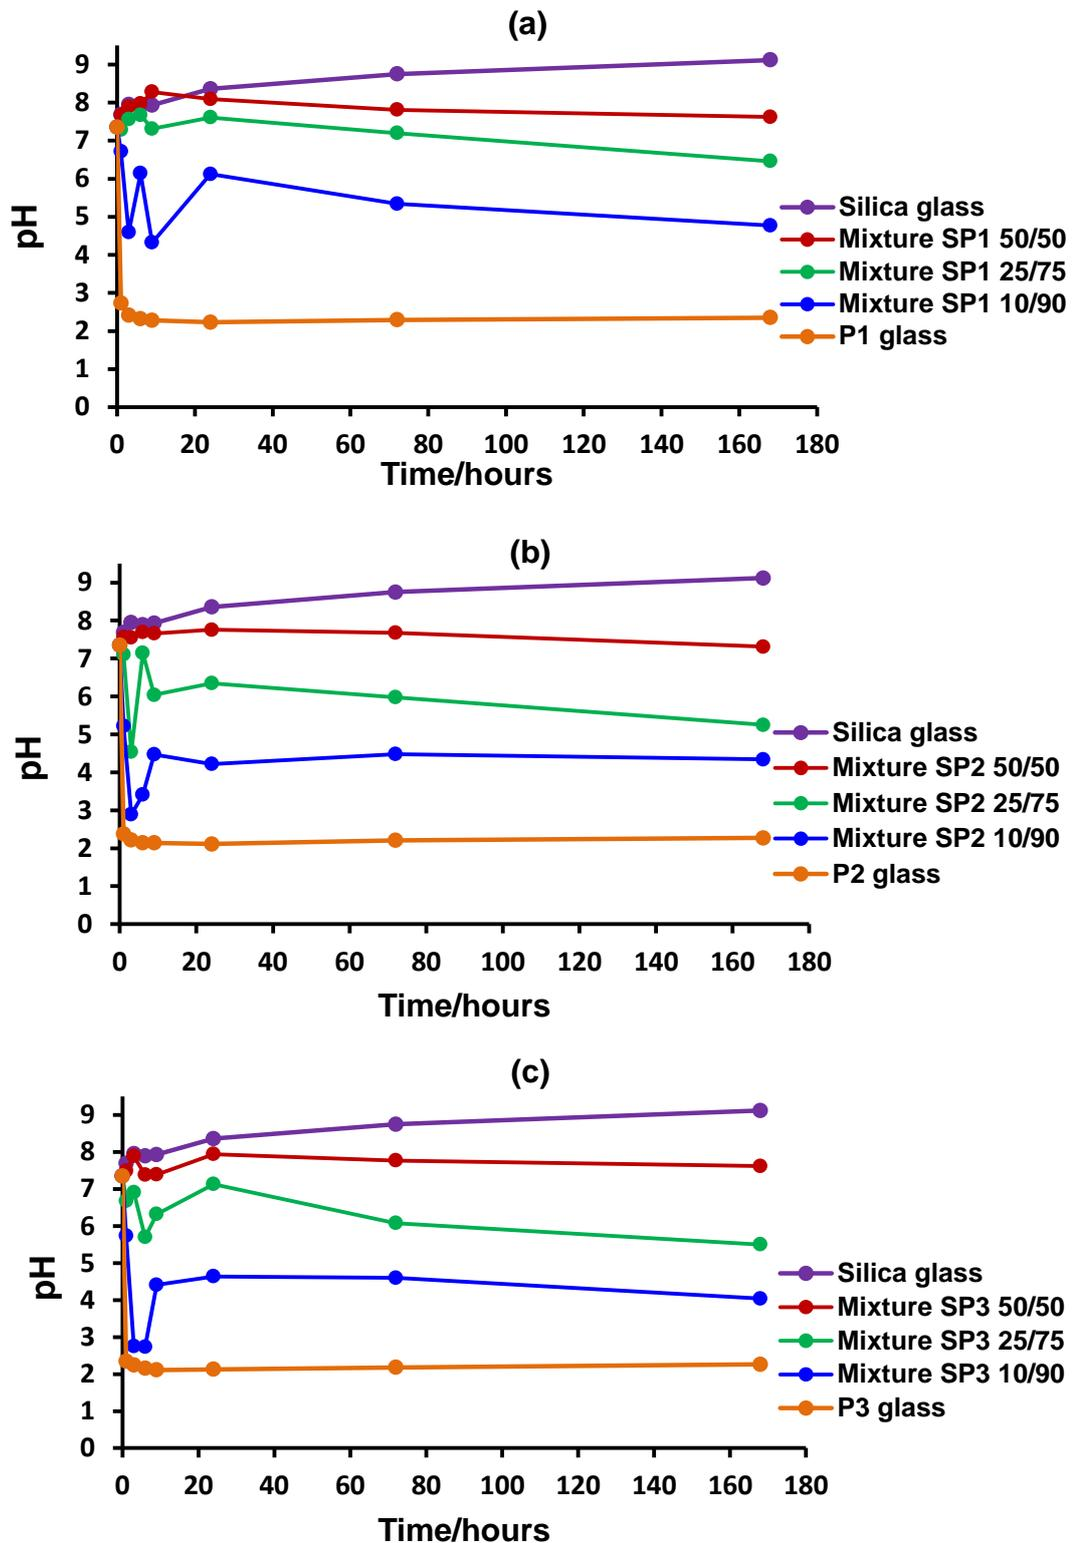 (a)
9
8
7
6
5
4
3
2
1
0
pH
0 20 40 60 80 100 120 140 160 180
Time/hours
Silica glass
Mixture SP1 50/50
Mixture SP1 25/75
Mixture SP1 10/90
P1 glass
(b)
9
8
7
6
5
4
3
2
1
0
pH
0 20 40 60 80 100 120 140 160 180
Time/hours
Silica glass
Mixture SP2 50/50
Mixture SP2 25/75
Mixture SP2 10/90
P2 glass
(c)
9
8
7
6
5
4
3
2
1
0
pH
0 20 40 60 80 100 120 140 160 180
Time/hours
Silica glass
Mixture SP3 50/50
Mixture SP3 25/75
Mixture SP3 10/90
P3 glass